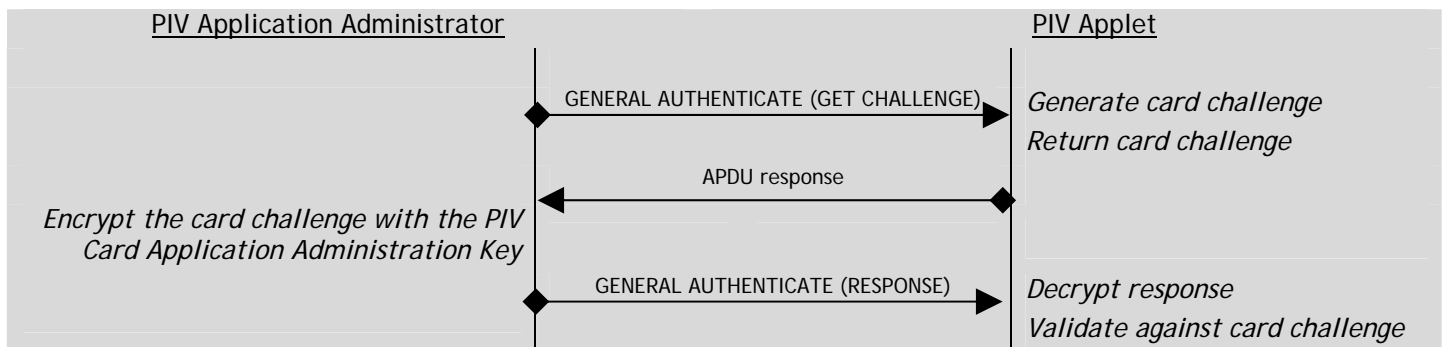 PIV Application Administrator
PIV Applet
GENERAL AUTHENTICATE (GET CHALLENGE)
Generate card challenge
Return card challenge
APDU response
Encrypt the card challenge with the PIV
Card Application Administration Key
GENERAL AUTHENTICATE (RESPONSE)
Decrypt response
Validate against card challenge